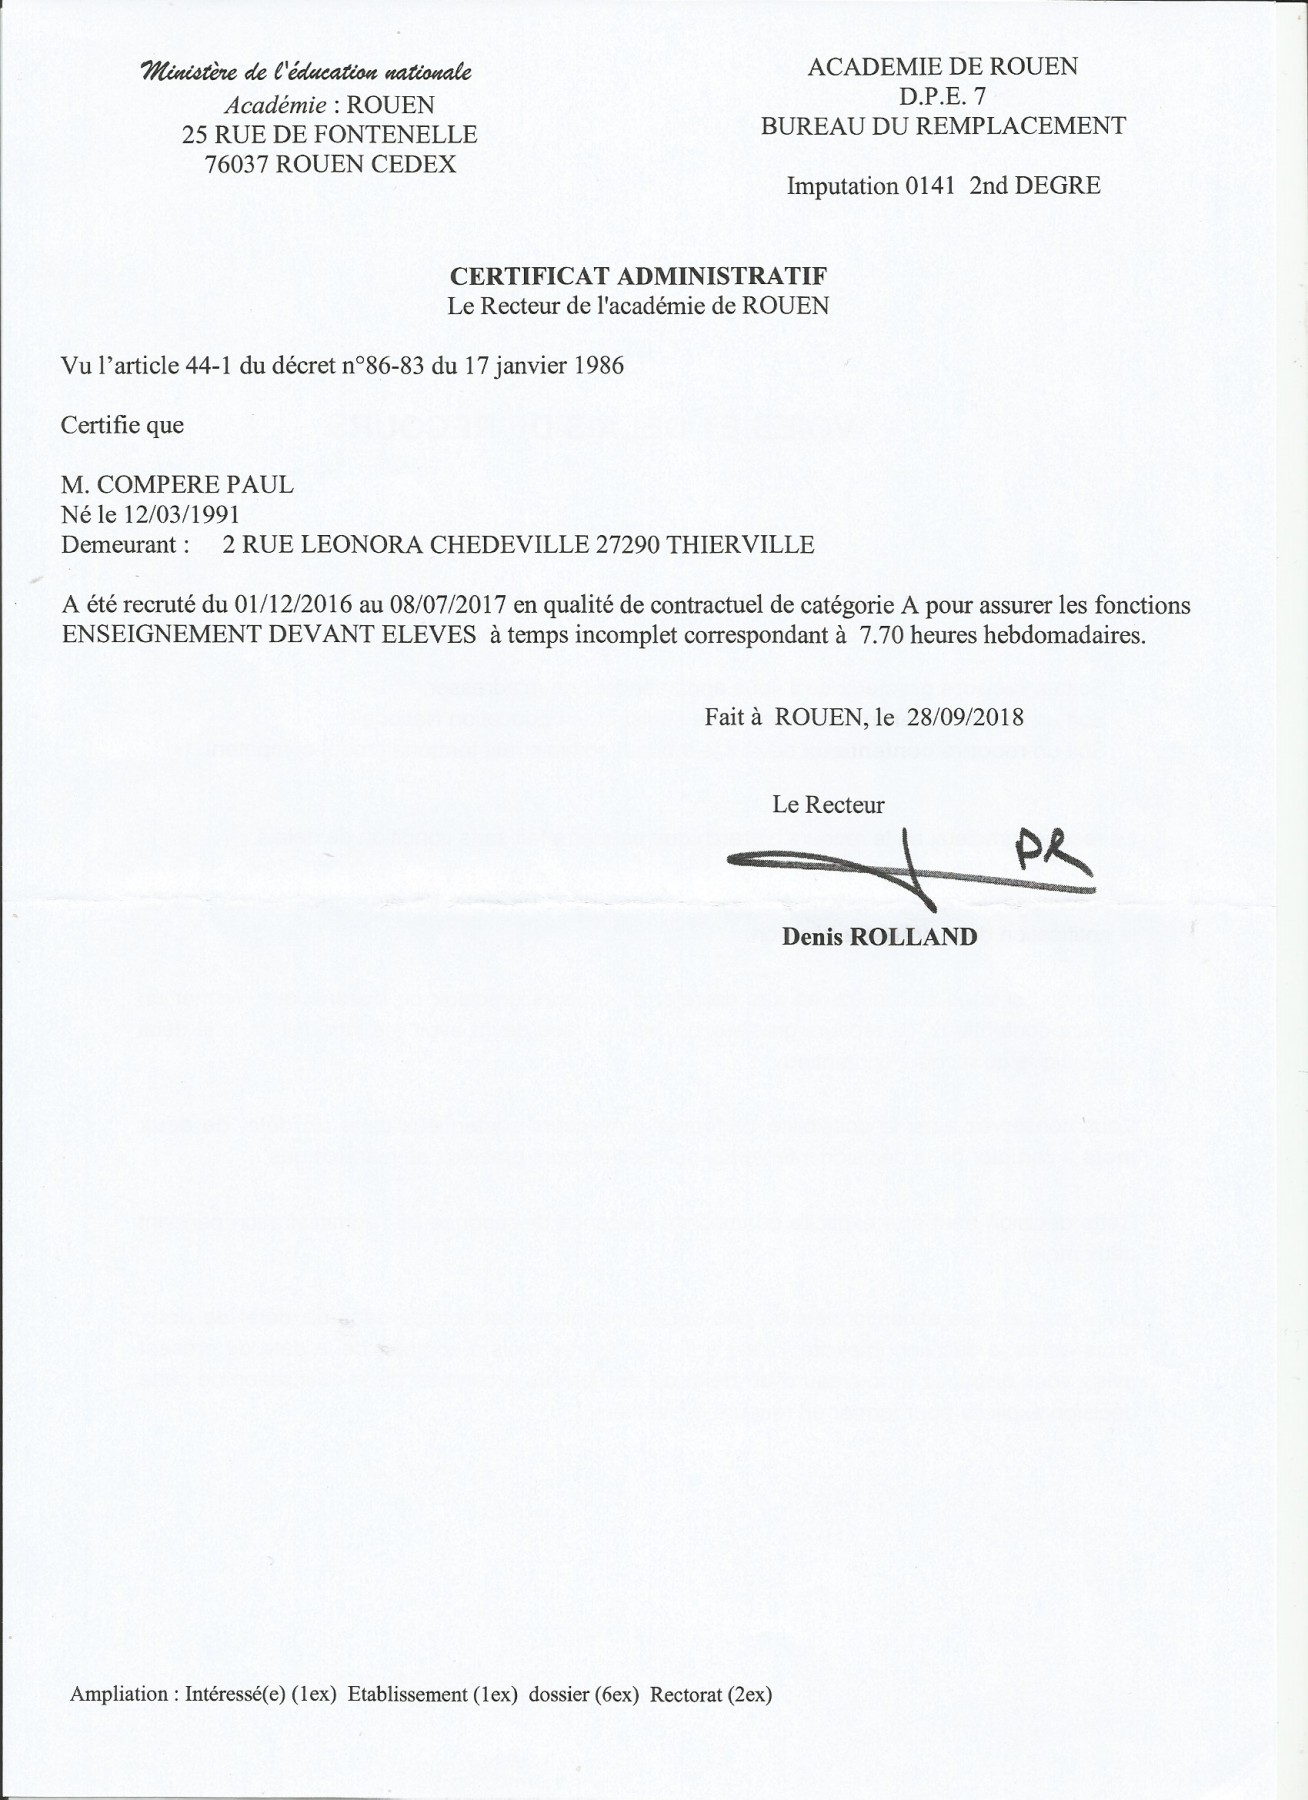 Ministère de l'éducation nationale
Académie : ROUEN
25 RUE DE FONTENELLE
76037 ROUEN CEDEX
ACADEMIE DE ROUEN
D.P.E. 7
BUREAU DU REMPLACEMENT
Imputation 0141 2nd DEGRE
CERTIFICAT ADMINISTRATIF
Le Recteur de l'académie de ROUEN
Vu l’article 44-1 du décret n°86-83 du 17 janvier 1986
Certifie que
M. COMPERE PAUL
Né le 12/03/1991
Demeurant : 2 RUE LEONORA CHEDEVILLE 27290 THIERVILLE
A été recruté du 01/12/2016 au 08/07/2017 en qualité de contractuel de catégorie A pour assurer les fonctions
ENSEIGNEMENT DEVANT ELEVES à temps incomplet correspondant à 7.70 heures hebdomadaires.
Fait à ROUEN, le 28/09/2018
Le Recteur
DR
Denis ROLLAND
Ampliation : Intéressé(e) (1ex) Etablissement (1ex) dossier (6ex) Rectorat (2ex)